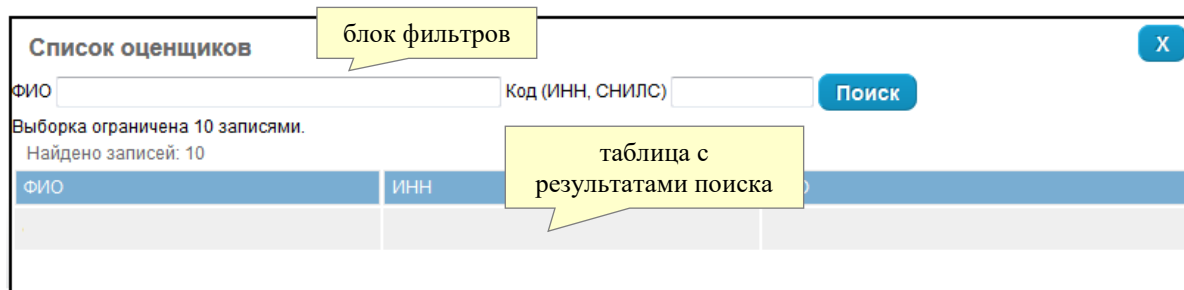 Список оценщиков
блок фильтров
X
ФИО
Код (ИНН, СНИЛС)
Поиск
Выборка ограничена 10 записями.
Найдено записей: 10
таблица с
результатами поиска
ФИО
ИНН